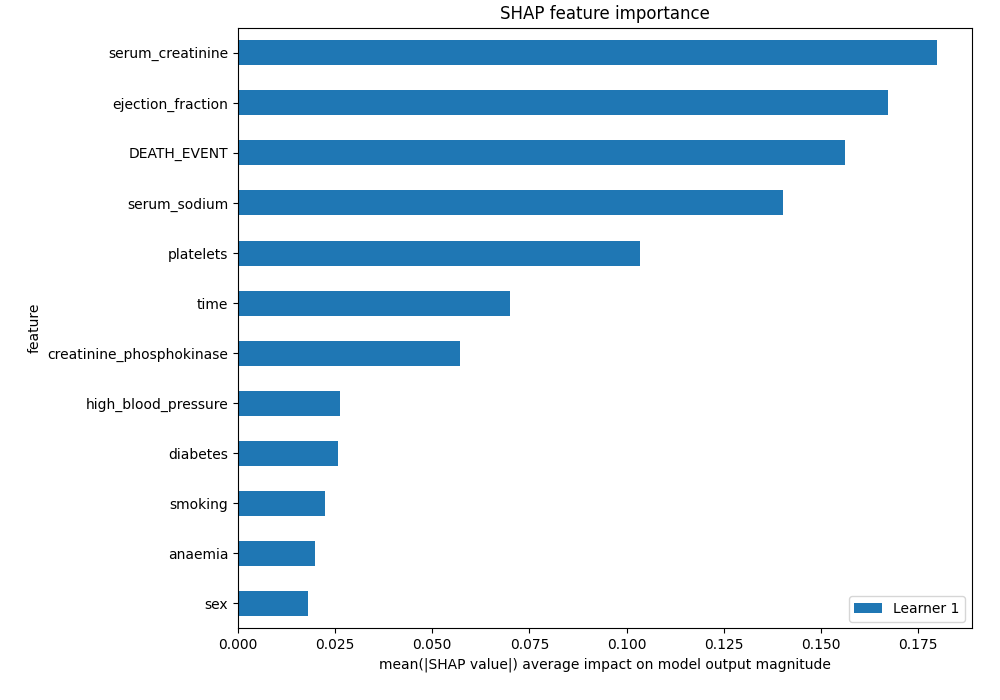 SHAP feature importance
serum_creatinine
ejection_fraction
DEATH_EVENT
serum_sodium
platelets
time
creatinine_phosphokinase
high_blood_pressure
diabetes
smoking
anaemia
sex
feature
Learner 1
0.000 0.025 0.050 0.075 0.100 0.125 0.150 0.175
mean(|SHAP value|) average impact on model output magnitude